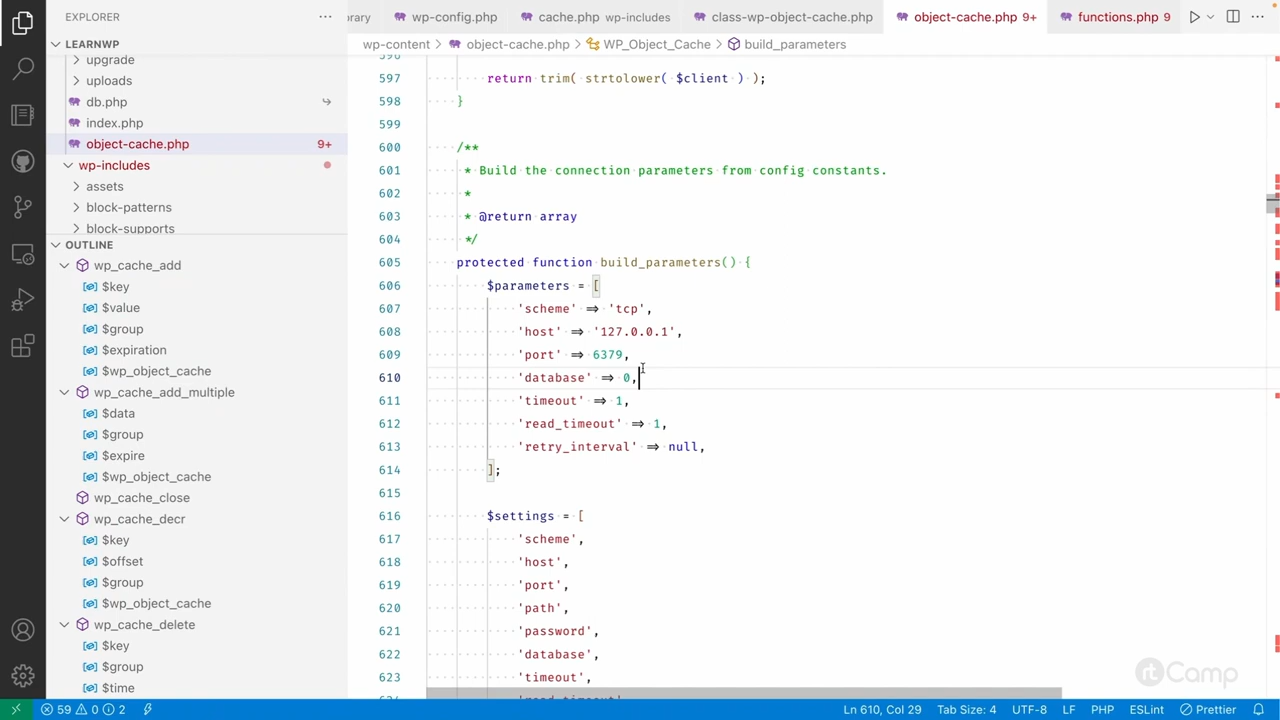 EXPLORER
LEARNWP
upgrade
uploads
db.php
index.php
object-cache.php 9+
wp-includes
assets
block-patterns
block-supports
OUTLINE
wp_cache_add
$key
$value
$group
$expiration
$wp_object_cache
wp_cache_add_multiple
$data
$group
$expire
$wp_object_cache
wp_cache_close
wp_cache_decr
$key
$offset
$group
$wp_object_cache
wp_cache_delete
$key
$group
$time
wp-config.php cache.php wp-includes class-wp-object-cache.php object-cache.php 9+ functions.php 9
wp-content > object-cache.php > WP_Object_Cache > build_parameters
597 return trim( strtolower( $client ) );
598 }
599
600 /**
601 * Build the connection parameters from config constants.
602 *
603 * @return array
604 */
605 protected function build_parameters() {
606 $parameters = [
607 'scheme' => 'tcp',
608 'host' => '127.0.0.1',
609 'port' => 6379,
610 'database' => 0,
611 'timeout' => 1,
612 'read_timeout' => 1,
613 'retry_interval' => null,
614 ];
615
616 $settings = [
617 'scheme',
618 'host',
619 'port',
620 'path',
621 'password',
622 'database',
623 'timeout',
rtCamp
59 0 2 Ln 610, Col 29 Tab Size: 4 UTF-8 LF PHP ESLint Prettier